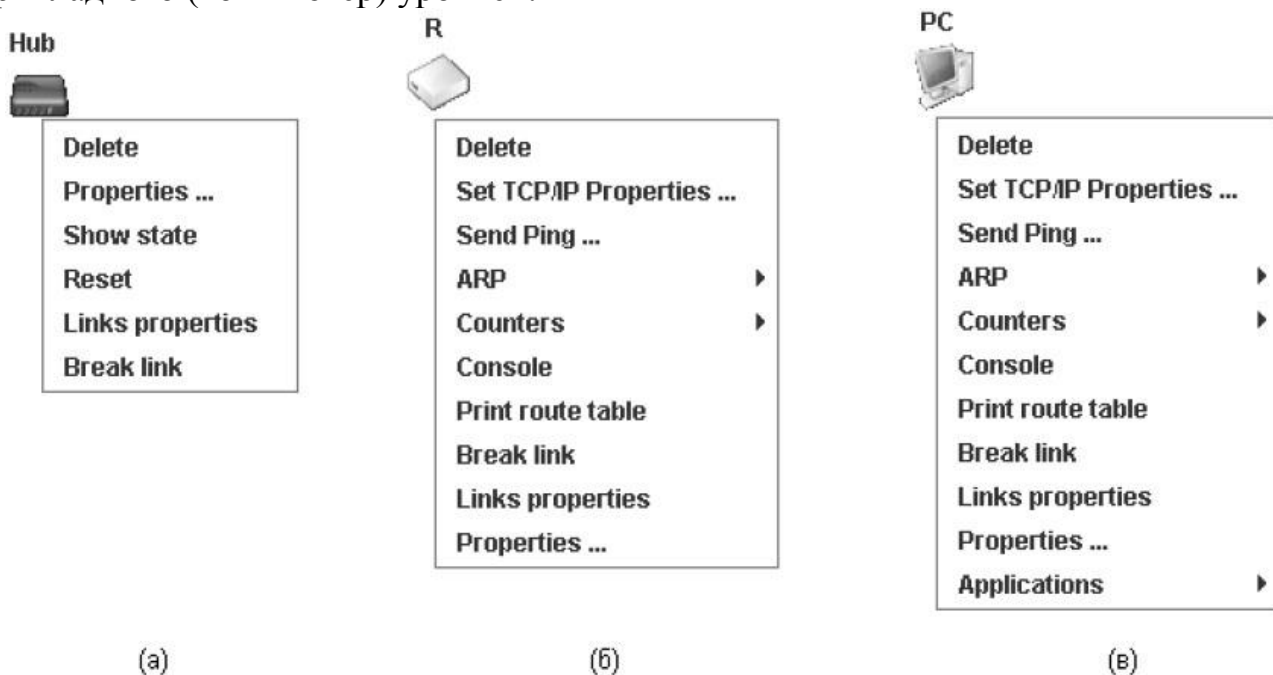 Hub
Delete
Properties ...
Show state
Reset
Links properties
Break link
(а)
R
Delete
Set TCP/IP Properties ...
Send Ping ...
ARP
Counters
Console
Print route table
Break link
Links properties
Properties ...
(б)
PC
Delete
Set TCP/IP Properties ...
Send Ping ...
ARP
Counters
Console
Print route table
Break link
Links properties
Properties ...
Applications
(в)